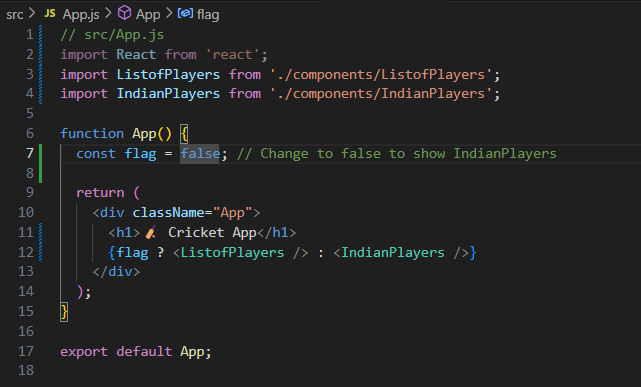 src > JS App.js > App > flag
1 // src/App.js
2 import React from 'react';
3 import ListofPlayers from './components/ListofPlayers';
4 import IndianPlayers from './components/IndianPlayers';
5
6 function App() {
7   const flag = false; // Change to false to show IndianPlayers
8
9   return (
10     <div className="App">
11       <h1>🏏 Cricket App</h1>
12       {flag ? <ListofPlayers /> : <IndianPlayers />}
13     </div>
14   );
15 }
16
17 export default App;
18